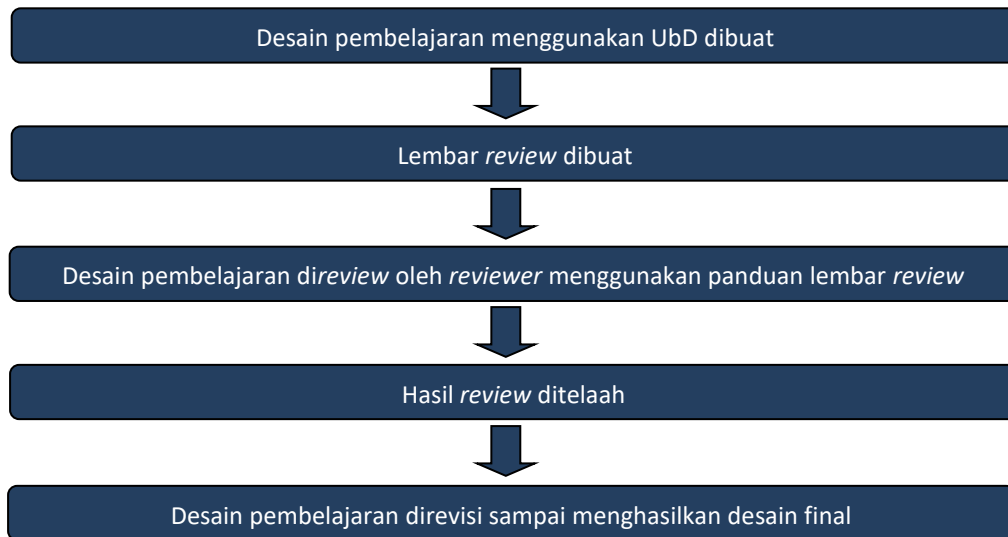 Desain pembelajaran menggunakan UbD dibuat
Lembar review dibuat
Desain pembelajaran direview oleh reviewer menggunakan panduan lembar review
Hasil review ditelaah
Desain pembelajaran direvisi sampai menghasilkan desain final